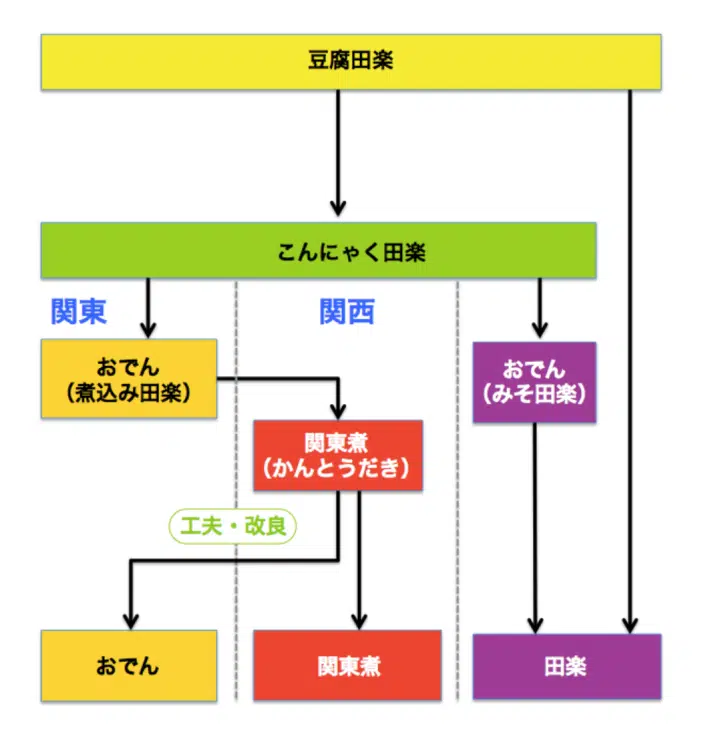 豆腐田楽
こんにゃく田楽
関東
関西
おでん
（煮込み田楽）
おでん
（みそ田楽）
関東煮
（かんとうだき）
工夫・改良
おでん
関東煮
田楽